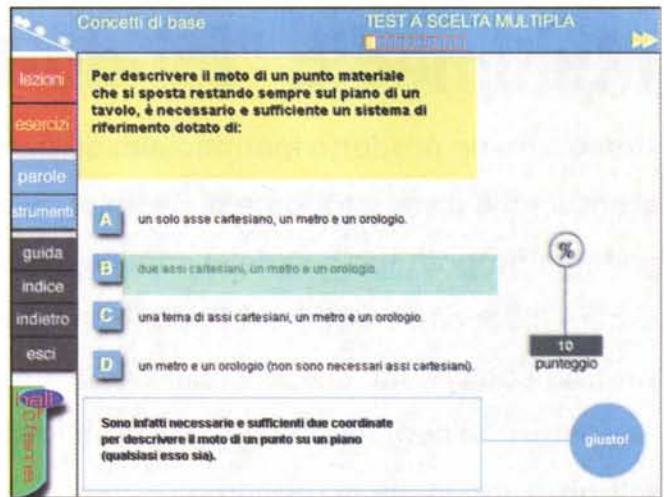 Concetti di base
TEST A SCELTA MULTIPLA
lezioni
esercizi
parole
strumenti
guida
indice
indietro
esci
Per descrivere il moto di un punto materiale
che si sposta restando sempre sul piano di un
tavolo, è necessario e sufficiente un sistema di
riferimento dotato di:
A un solo asse cartesiano, un metro e un orologio.
B due assi cartesiani, un metro e un orologio.
C una terna di assi cartesiani, un metro e un orologio.
D un metro e un orologio (non sono necessari assi cartesiani).
%
10
punteggio
Sono infatti necessarie e sufficienti due coordinate
per descrivere il moto di un punto su un piano
(qualsiasi esso sia).
giusto!